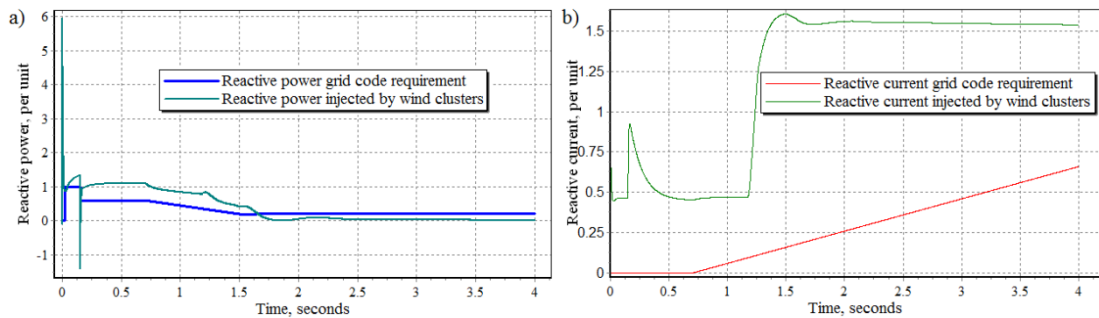 a)
Reactive power, per unit
6
5
4
3
2
1
0
-1
Reactive power grid code requirement
Reactive power injected by wind clusters
0 0.5 1 1.5 2 2.5 3 3.5 4
Time, seconds
b)
Reactive current, per unit
1.5
1.25
1
0.75
0.5
0.25
0
Reactive current grid code requirement
Reactive current injected by wind clusters
0 0.5 1 1.5 2 2.5 3 3.5 4
Time, seconds